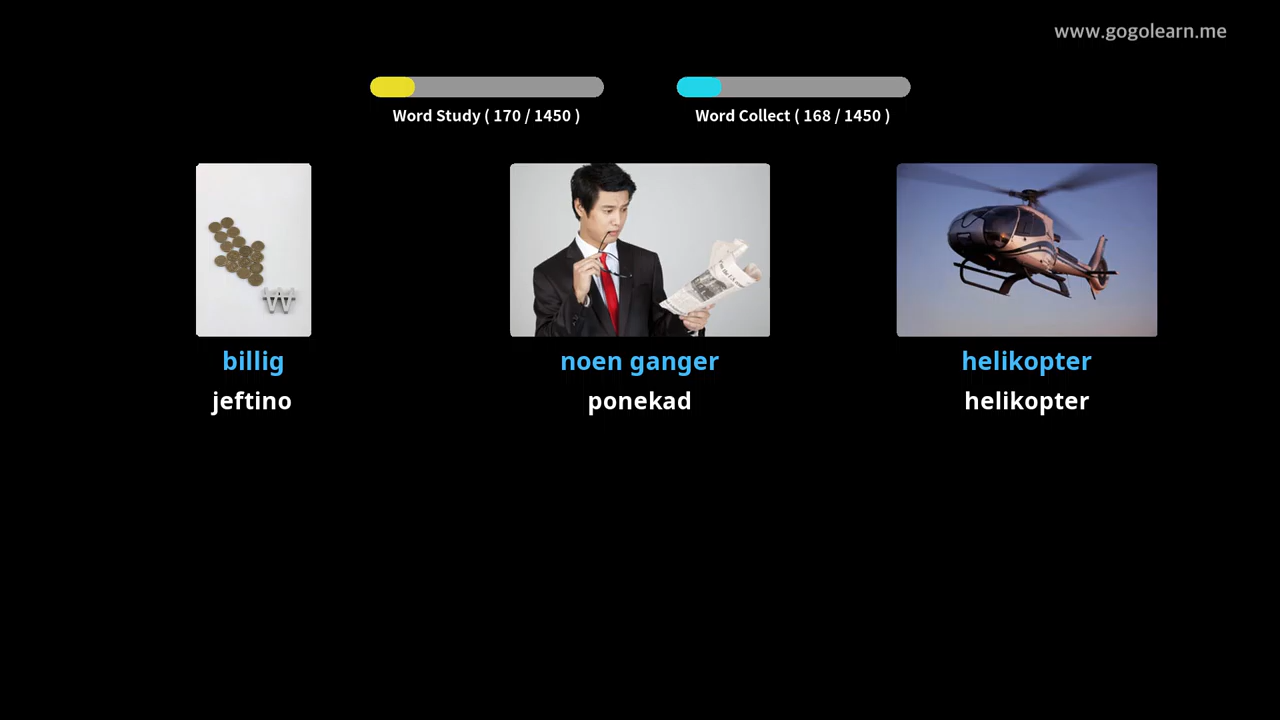 www.gogolearn.me
Word Study ( 170 / 1450 )
Word Collect ( 168 / 1450 )
billig
noen ganger
helikopter
jeftino
ponekad
helikopter